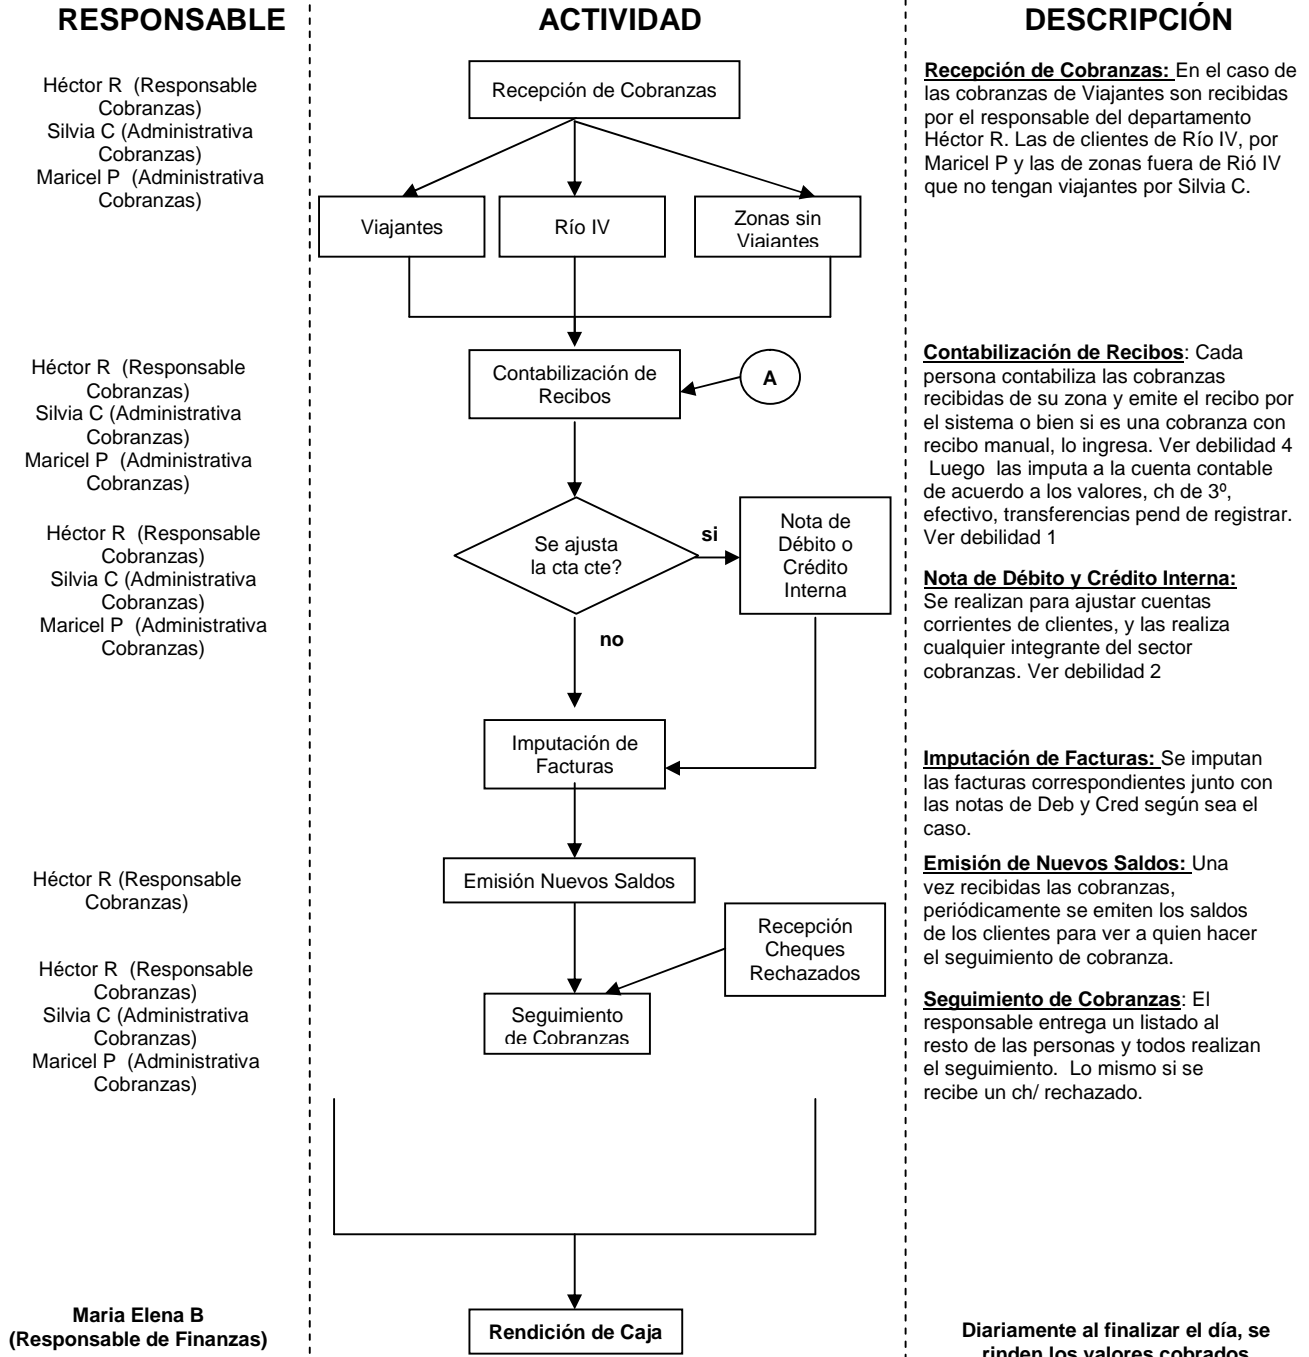 RESPONSABLE
ACTIVIDAD
DESCRIPCIÓN
Héctor R (Responsable
Cobranzas)
Silvia C (Administrativa
Cobranzas)
Maricel P (Administrativa
Cobranzas)
Recepción de Cobranzas
Viajantes
Río IV
Zonas sin
Viajantes
Recepción de Cobranzas: En el caso de
las cobranzas de Viajantes son recibidas
por el responsable del departamento
Héctor R. Las de clientes de Río IV, por
Maricel P y las de zonas fuera de Rió IV
que no tengan viajantes por Silvia C.
Héctor R (Responsable
Cobranzas)
Silvia C (Administrativa
Cobranzas)
Maricel P (Administrativa
Cobranzas)
Contabilización de
Recibos
A
Contabilización de Recibos: Cada
persona contabiliza las cobranzas
recibidas de su zona y emite el recibo por
el sistema o bien si es una cobranza con
recibo manual, lo ingresa. Ver debilidad 4
Luego las imputa a la cuenta contable
de acuerdo a los valores, ch de 3º,
efectivo, transferencias pend de registrar.
Ver debilidad 1
Héctor R (Responsable
Cobranzas)
Silvia C (Administrativa
Cobranzas)
Maricel P (Administrativa
Cobranzas)
Se ajusta
la cta cte?
si
no
Nota de
Débito o
Crédito
Interna
Nota de Débito y Crédito Interna:
Se realizan para ajustar cuentas
corrientes de clientes, y las realiza
cualquier integrante del sector
cobranzas. Ver debilidad 2
Imputación de
Facturas
Imputación de Facturas: Se imputan
las facturas correspondientes junto con
las notas de Deb y Cred según sea el
caso.
Héctor R (Responsable
Cobranzas)
Emisión Nuevos Saldos
Emisión de Nuevos Saldos: Una
vez recibidas las cobranzas,
periódicamente se emiten los saldos
de los clientes para ver a quien hacer
el seguimiento de cobranza.
Héctor R (Responsable
Cobranzas)
Silvia C (Administrativa
Cobranzas)
Maricel P (Administrativa
Cobranzas)
Recepción
Cheques
Rechazados
Seguimiento
de Cobranzas
Seguimiento de Cobranzas: El
responsable entrega un listado al
resto de las personas y todos realizan
el seguimiento. Lo mismo si se
recibe un ch/ rechazado.
Maria Elena B
(Responsable de Finanzas)
Rendición de Caja
Diariamente al finalizar el día, se
rinden los valores cobrados